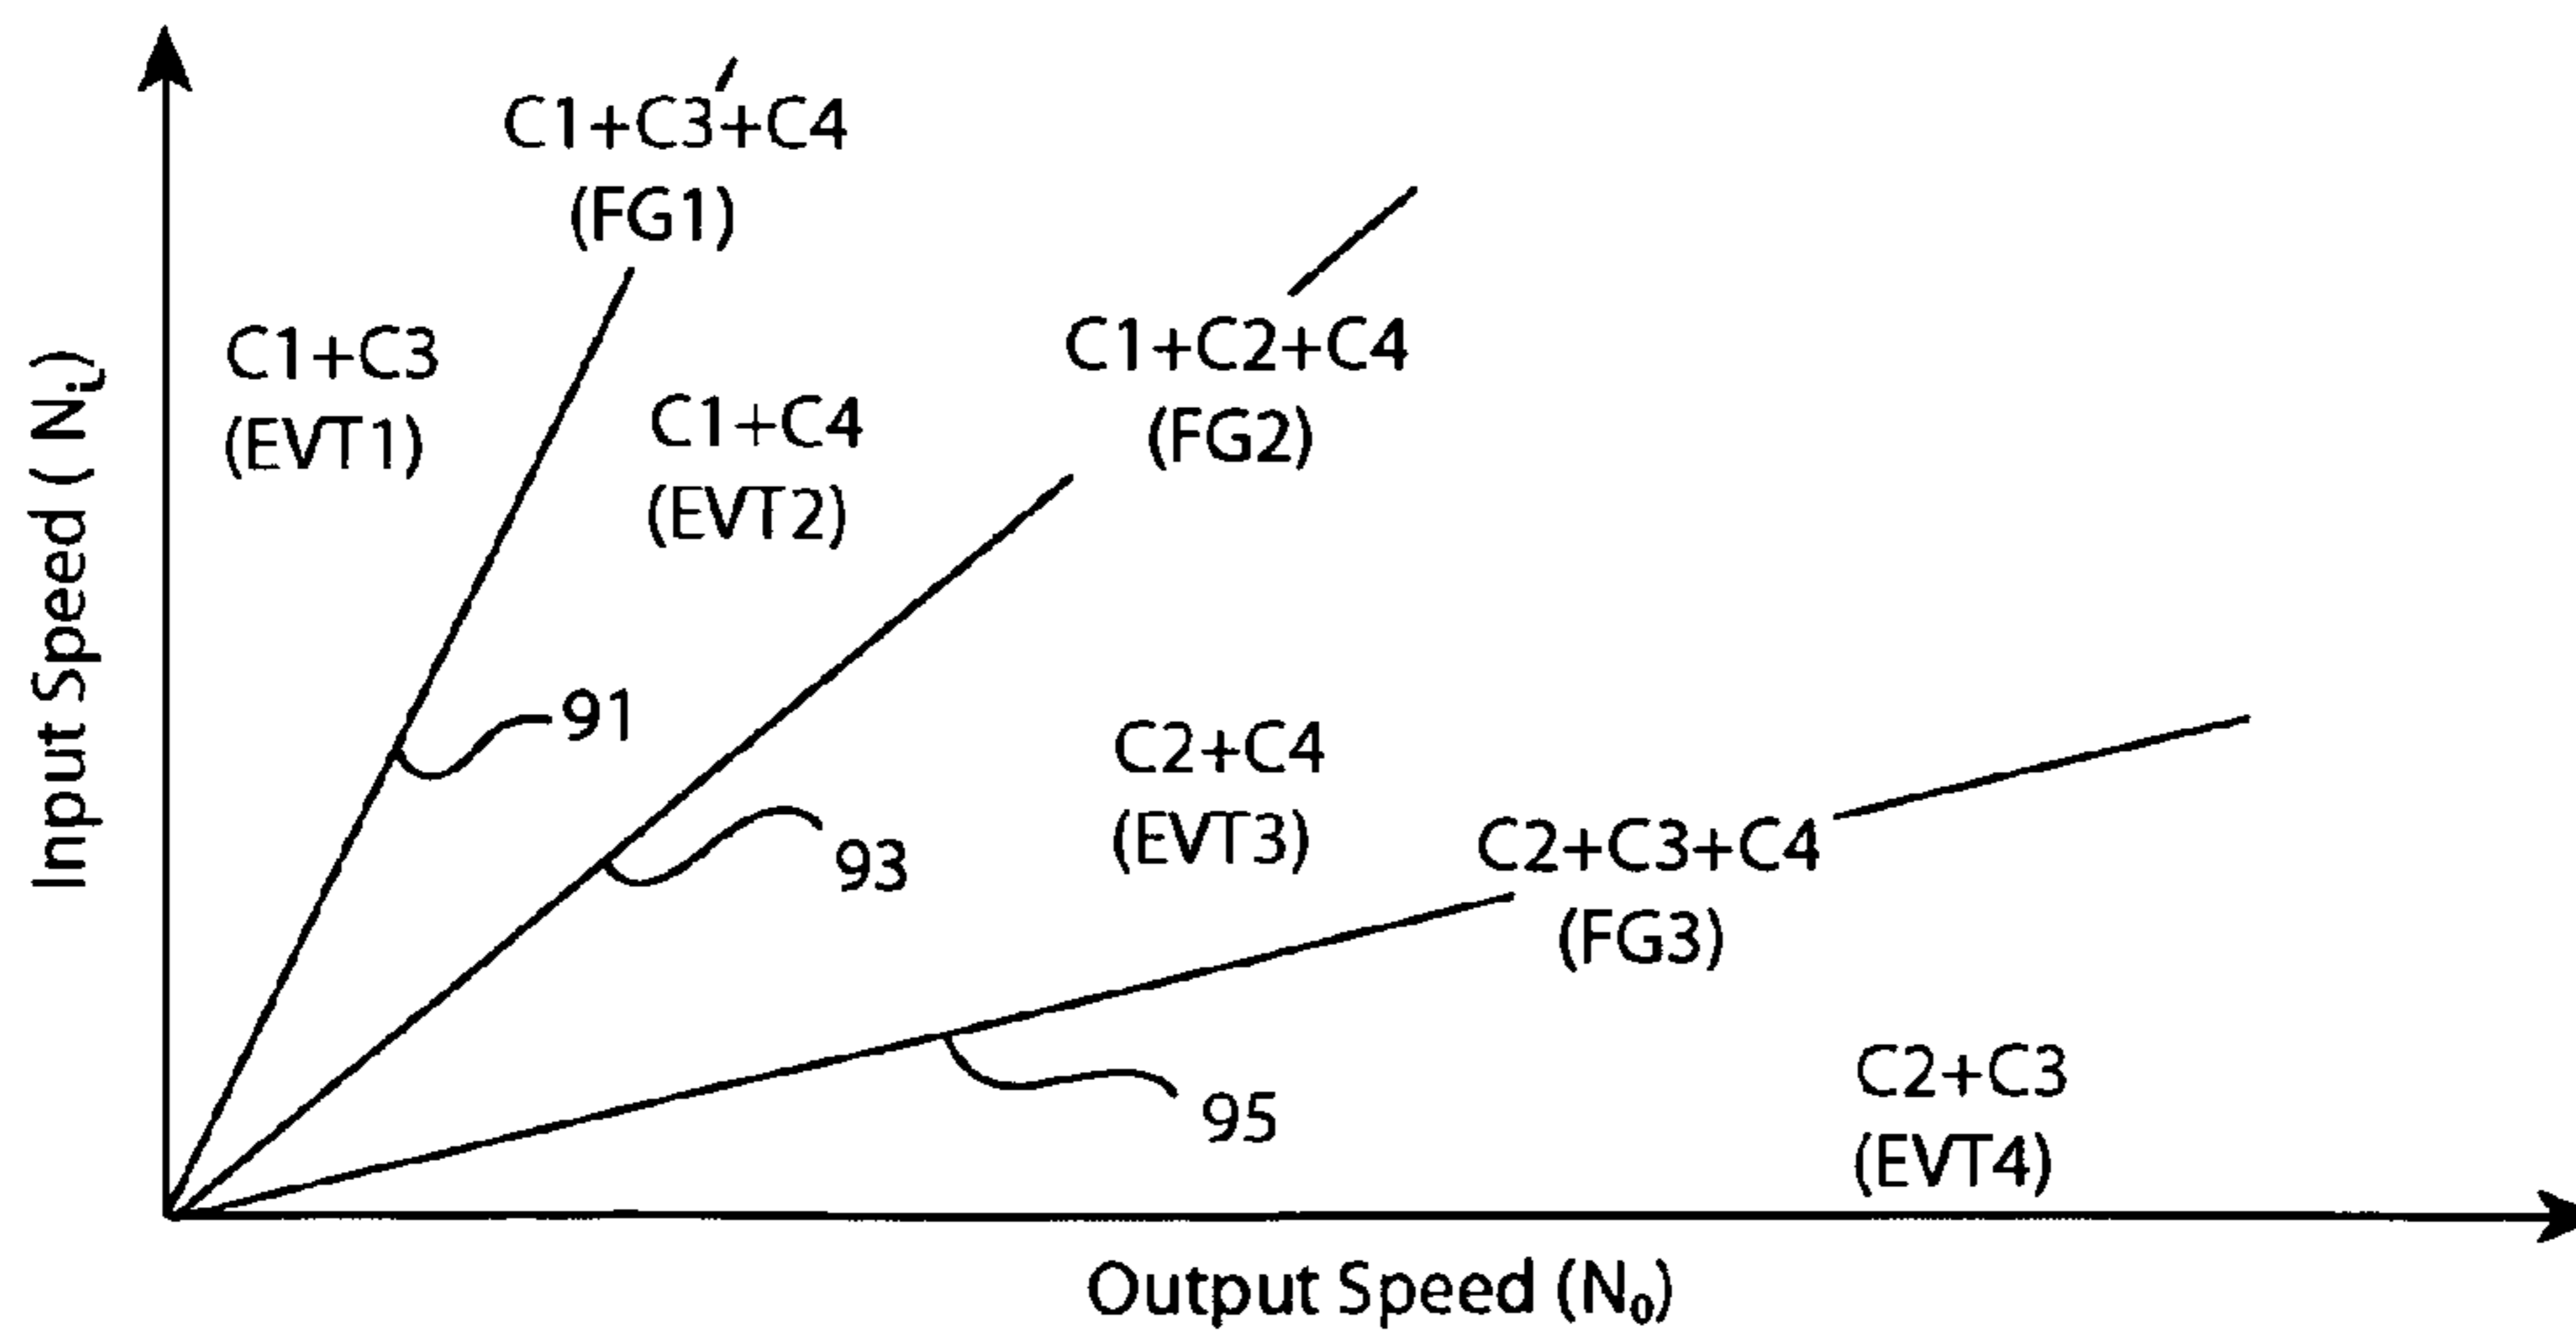 C1+C3+C4
(FG1)
C1+C3
(EVT1)
C1+C4
(EVT2)
C1+C2+C4
(FG2)
91
93
C2+C4
(EVT3)
C2+C3+C4
(FG3)
95
C2+C3
(EVT4)
Input Speed ( Ni)
Output Speed (N0)